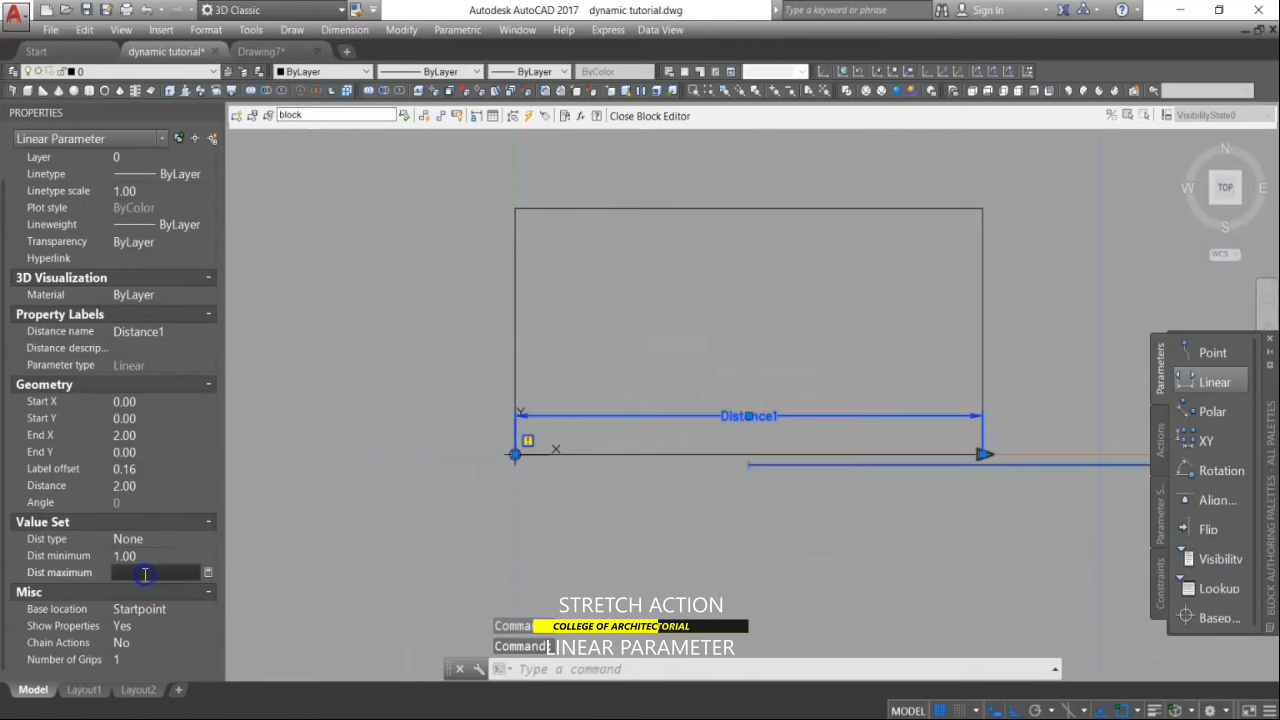 3D Classic
Autodesk AutoCAD 2017 dynamic tutorial.dwg
Type a keyword or phrase
Sign In
File Edit View Insert Format Tools Draw Dimension Modify Parametric Window Help Express Data View
Start dynamic tutorial* Drawing7*
0 ByLayer ByLayer ByLayer ByColor
block Close Block Editor VisibilityState0
PROPERTIES
Linear Parameter
Layer 0
Linetype ByLayer
Linetype scale 1.00
Plot style ByColor
Lineweight ByLayer
Transparency ByLayer
Hyperlink
3D Visualization
Material ByLayer
Property Labels
Distance name Distance1
Distance descrip...
Parameter type Linear
Geometry
Start X 0.00
Start Y 0.00
End X 2.00
End Y 0.00
Label offset 0.16
Distance 2.00
Angle 0
Value Set
Dist type None
Dist minimum 1.00
Dist maximum
Misc
Base location Startpoint
Show Properties Yes
Chain Actions No
Number of Grips 1
N
W TOP E
S
WCS
Distance1
Y
X
Parameters
Actions
Parameter S...
Constraints
Point
Linear
Polar
XY
Rotation
Alian...
Flip
Visibility
Lookup
Basep...
BLOCK AUTHORING PALETTES - ALL PALETTES
STRETCH ACTION
COLLEGE OF ARCHITECTORIAL
LINEAR PARAMETER
Comma
Command:
Type a command
Model Layout1 Layout2
MODEL